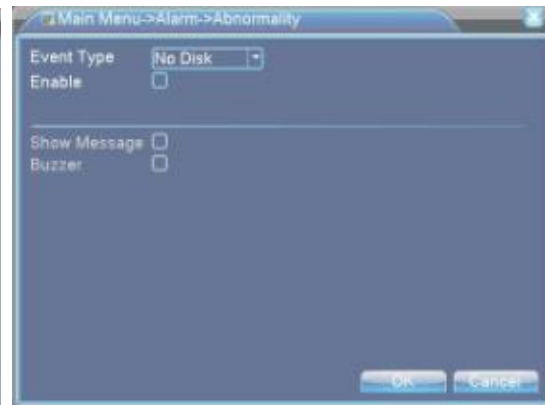 Main Menu->Alarm->Abnormality
Event Type No Disk
Enable
Show Message
Buzzer
OK Cancel